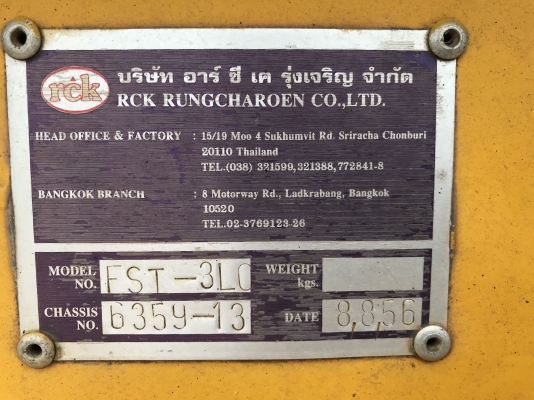 rck
บริษัท อาร์ ซี เค รุ่งเจริญ จำกัด
RCK RUNGCHAROEN CO.,LTD.
HEAD OFFICE & FACTORY : 15/19 Moo 4 Sukhumvit Rd. Sriracha Chonburi
20110 Thailand
TEL.(038) 321599,321388,772841-8
BANGKOK BRANCH : 8 Motorway Rd., Ladkrabang, Bangkok
10520
TEL.02-3769123-26
MODEL NO. FST-3LC WEIGHT kgs.
CHASSIS NO. 6359-13 DATE 8,8,56